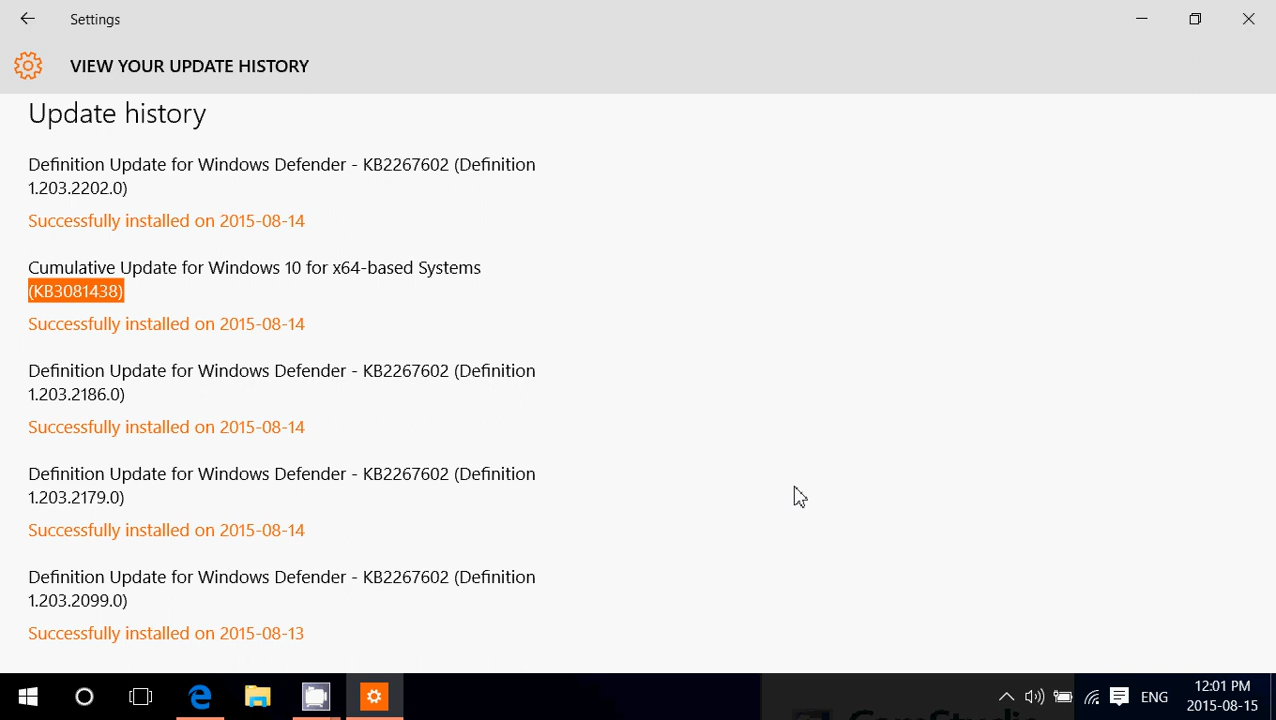 Settings
VIEW YOUR UPDATE HISTORY
Update history
Definition Update for Windows Defender - KB2267602 (Definition
1.203.2202.0)
Successfully installed on 2015-08-14
Cumulative Update for Windows 10 for x64-based Systems
(KB3081438)
Successfully installed on 2015-08-14
Definition Update for Windows Defender - KB2267602 (Definition
1.203.2186.0)
Successfully installed on 2015-08-14
Definition Update for Windows Defender - KB2267602 (Definition
1.203.2179.0)
Successfully installed on 2015-08-14
Definition Update for Windows Defender - KB2267602 (Definition
1.203.2099.0)
Successfully installed on 2015-08-13
ENG
12:01 PM
2015-08-15